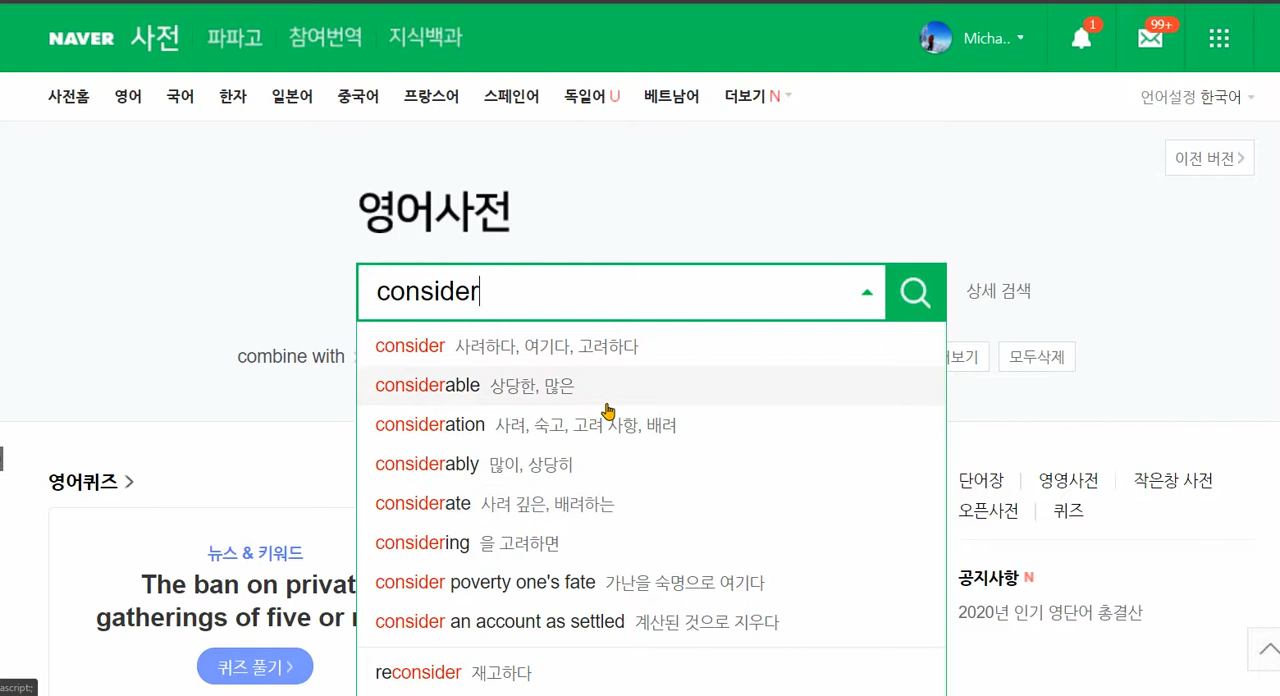 NAVER 사전 파파고 참여번역 지식백과 Micha.. 1 99+
사전홈 영어 국어 한자 일본어 중국어 프랑스어 스페인어 독일어 U 베트남어 더보기 N 언어설정 한국어
이전 버전
영어사전
consider 상세 검색
combine with 모두삭제
consider 사려하다, 여기다, 고려하다
considerable 상당한, 많은
consideration 사려, 숙고, 고려 사항, 배려
considerably 많이, 상당히
considerate 사려 깊은, 배려하는
considering 을 고려하면
consider poverty one's fate 가난을 숙명으로 여기다
consider an account as settled 계산된 것으로 지우다
reconsider 재고하다
영어퀴즈
뉴스 & 키워드
The ban on privat
gatherings of five or
퀴즈 풀기
단어장 영영사전 작은창 사전
오픈사전 퀴즈
공지사항 N
2020년 인기 영단어 총결산
ascript:;